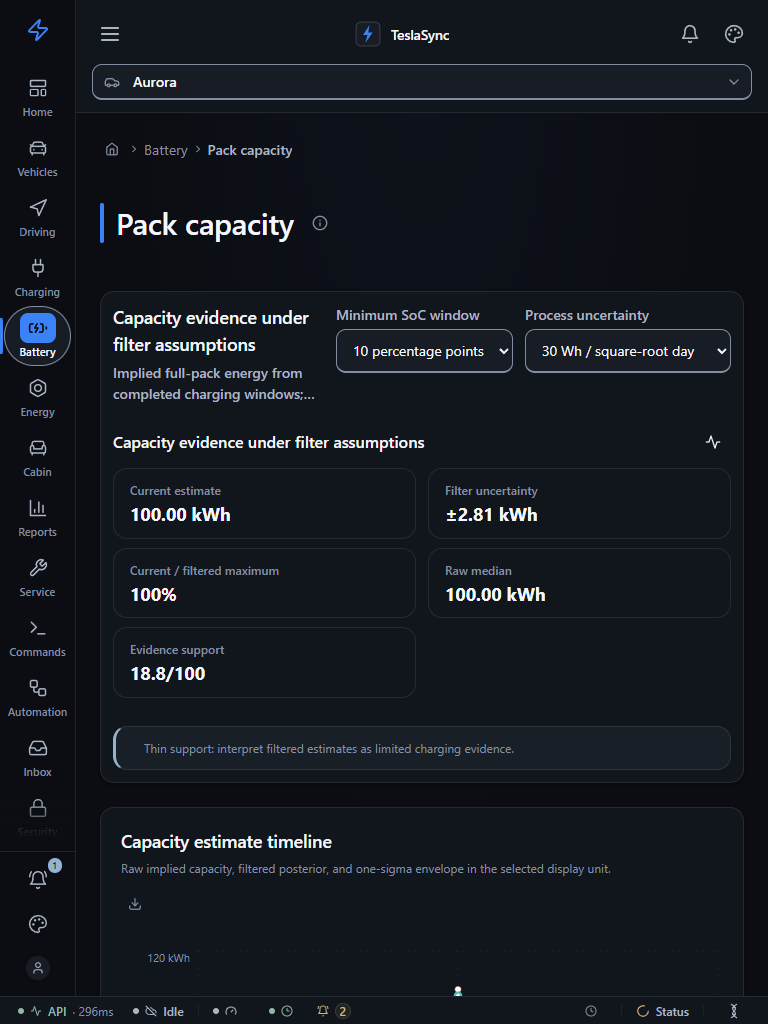 TeslaSync
Aurora
Home
Vehicles
Driving
Charging
Battery
Energy
Cabin
Reports
Service
Commands
Automation
Inbox
Security
1
Battery
Pack capacity
Pack capacity
Capacity evidence under
filter assumptions
Implied full-pack energy from
completed charging windows;...
Minimum SoC window
10 percentage points
Process uncertainty
30 Wh / square-root day
Capacity evidence under filter assumptions
Current estimate
100.00 kWh
Filter uncertainty
±2.81 kWh
Current / filtered maximum
100%
Raw median
100.00 kWh
Evidence support
18.8/100
Thin support: interpret filtered estimates as limited charging evidence.
Capacity estimate timeline
Raw implied capacity, filtered posterior, and one-sigma envelope in the selected display unit.
120 kWh
API · 296ms
Idle
2
Status